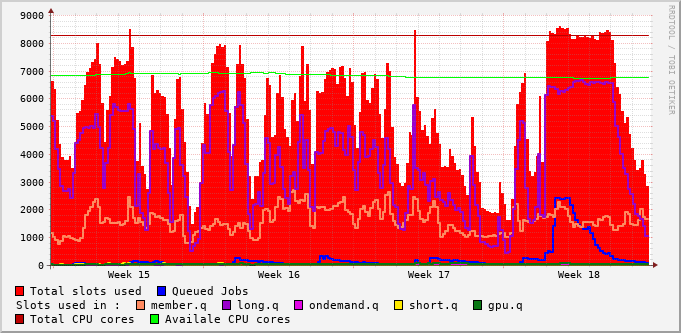 9000
8000
7000
6000
5000
4000
3000
2000
1000
0
Week 15 Week 16 Week 17 Week 18
RRDTOOL / TOBI OETIKER
Total slots used Queued Jobs
Slots used in : member.q long.q ondemand.q short.q gpu.q
Total CPU cores Availale CPU cores